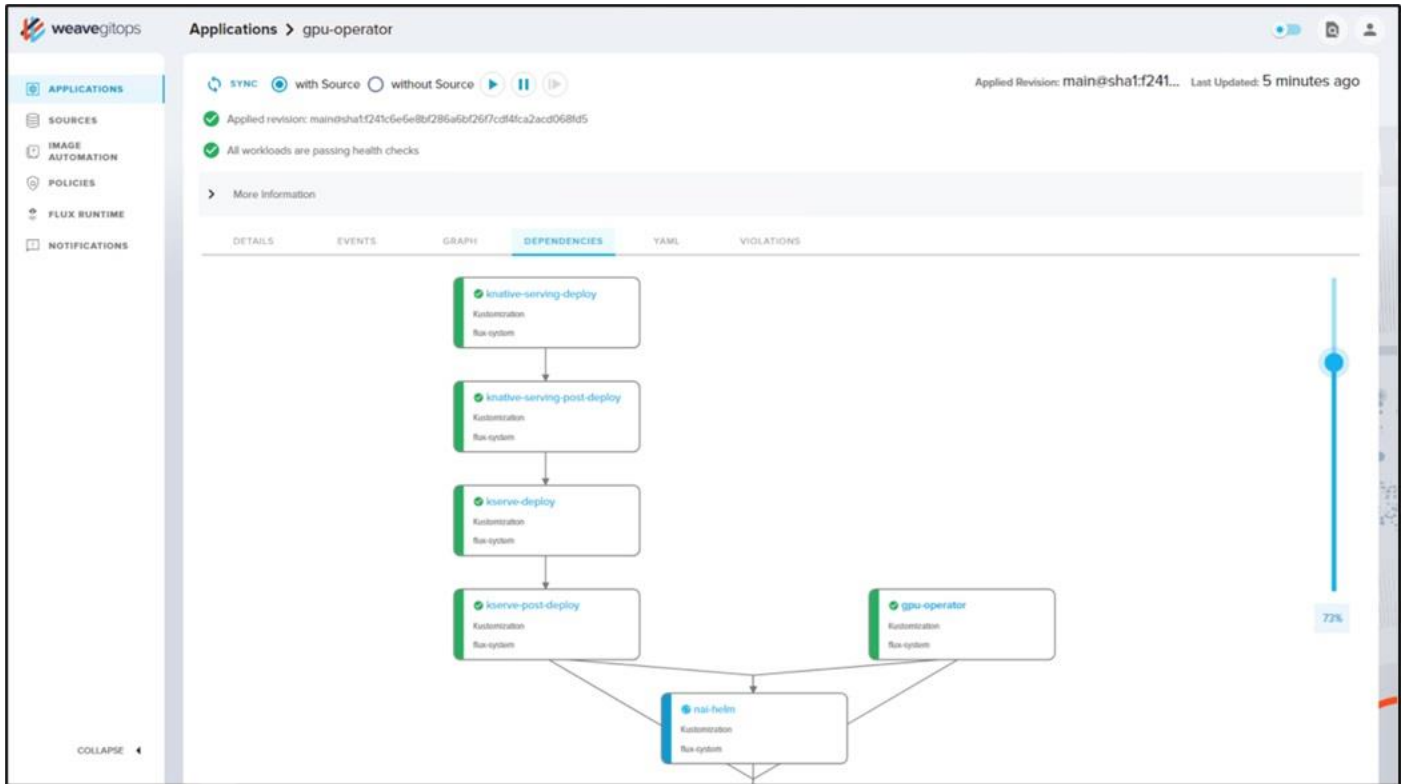 weavegitops
Applications > gpu-operator
APPLICATIONS
SOURCES
IMAGE
AUTOMATION
POLICIES
FLUX RUNTIME
NOTIFICATIONS
COLLAPSE
SYNC with Source without Source
Applied Revision: main@sha1:f241... Last Updated: 5 minutes ago
Applied revision: main@sha1:f241c6e6e8bf286a6bf26f7cdf4fca2acd068fd5
All workloads are passing health checks
More Information
DETAILS EVENTS GRAPH DEPENDENCIES YAML VIOLATIONS
knative-serving-deploy
Kustomization
flux-system
knative-serving-post-deploy
Kustomization
flux-system
kserve-deploy
Kustomization
flux-system
kserve-post-deploy
Kustomization
flux-system
gpu-operator
Kustomization
flux-system
73%
nai-helm
Kustomization
flux-system